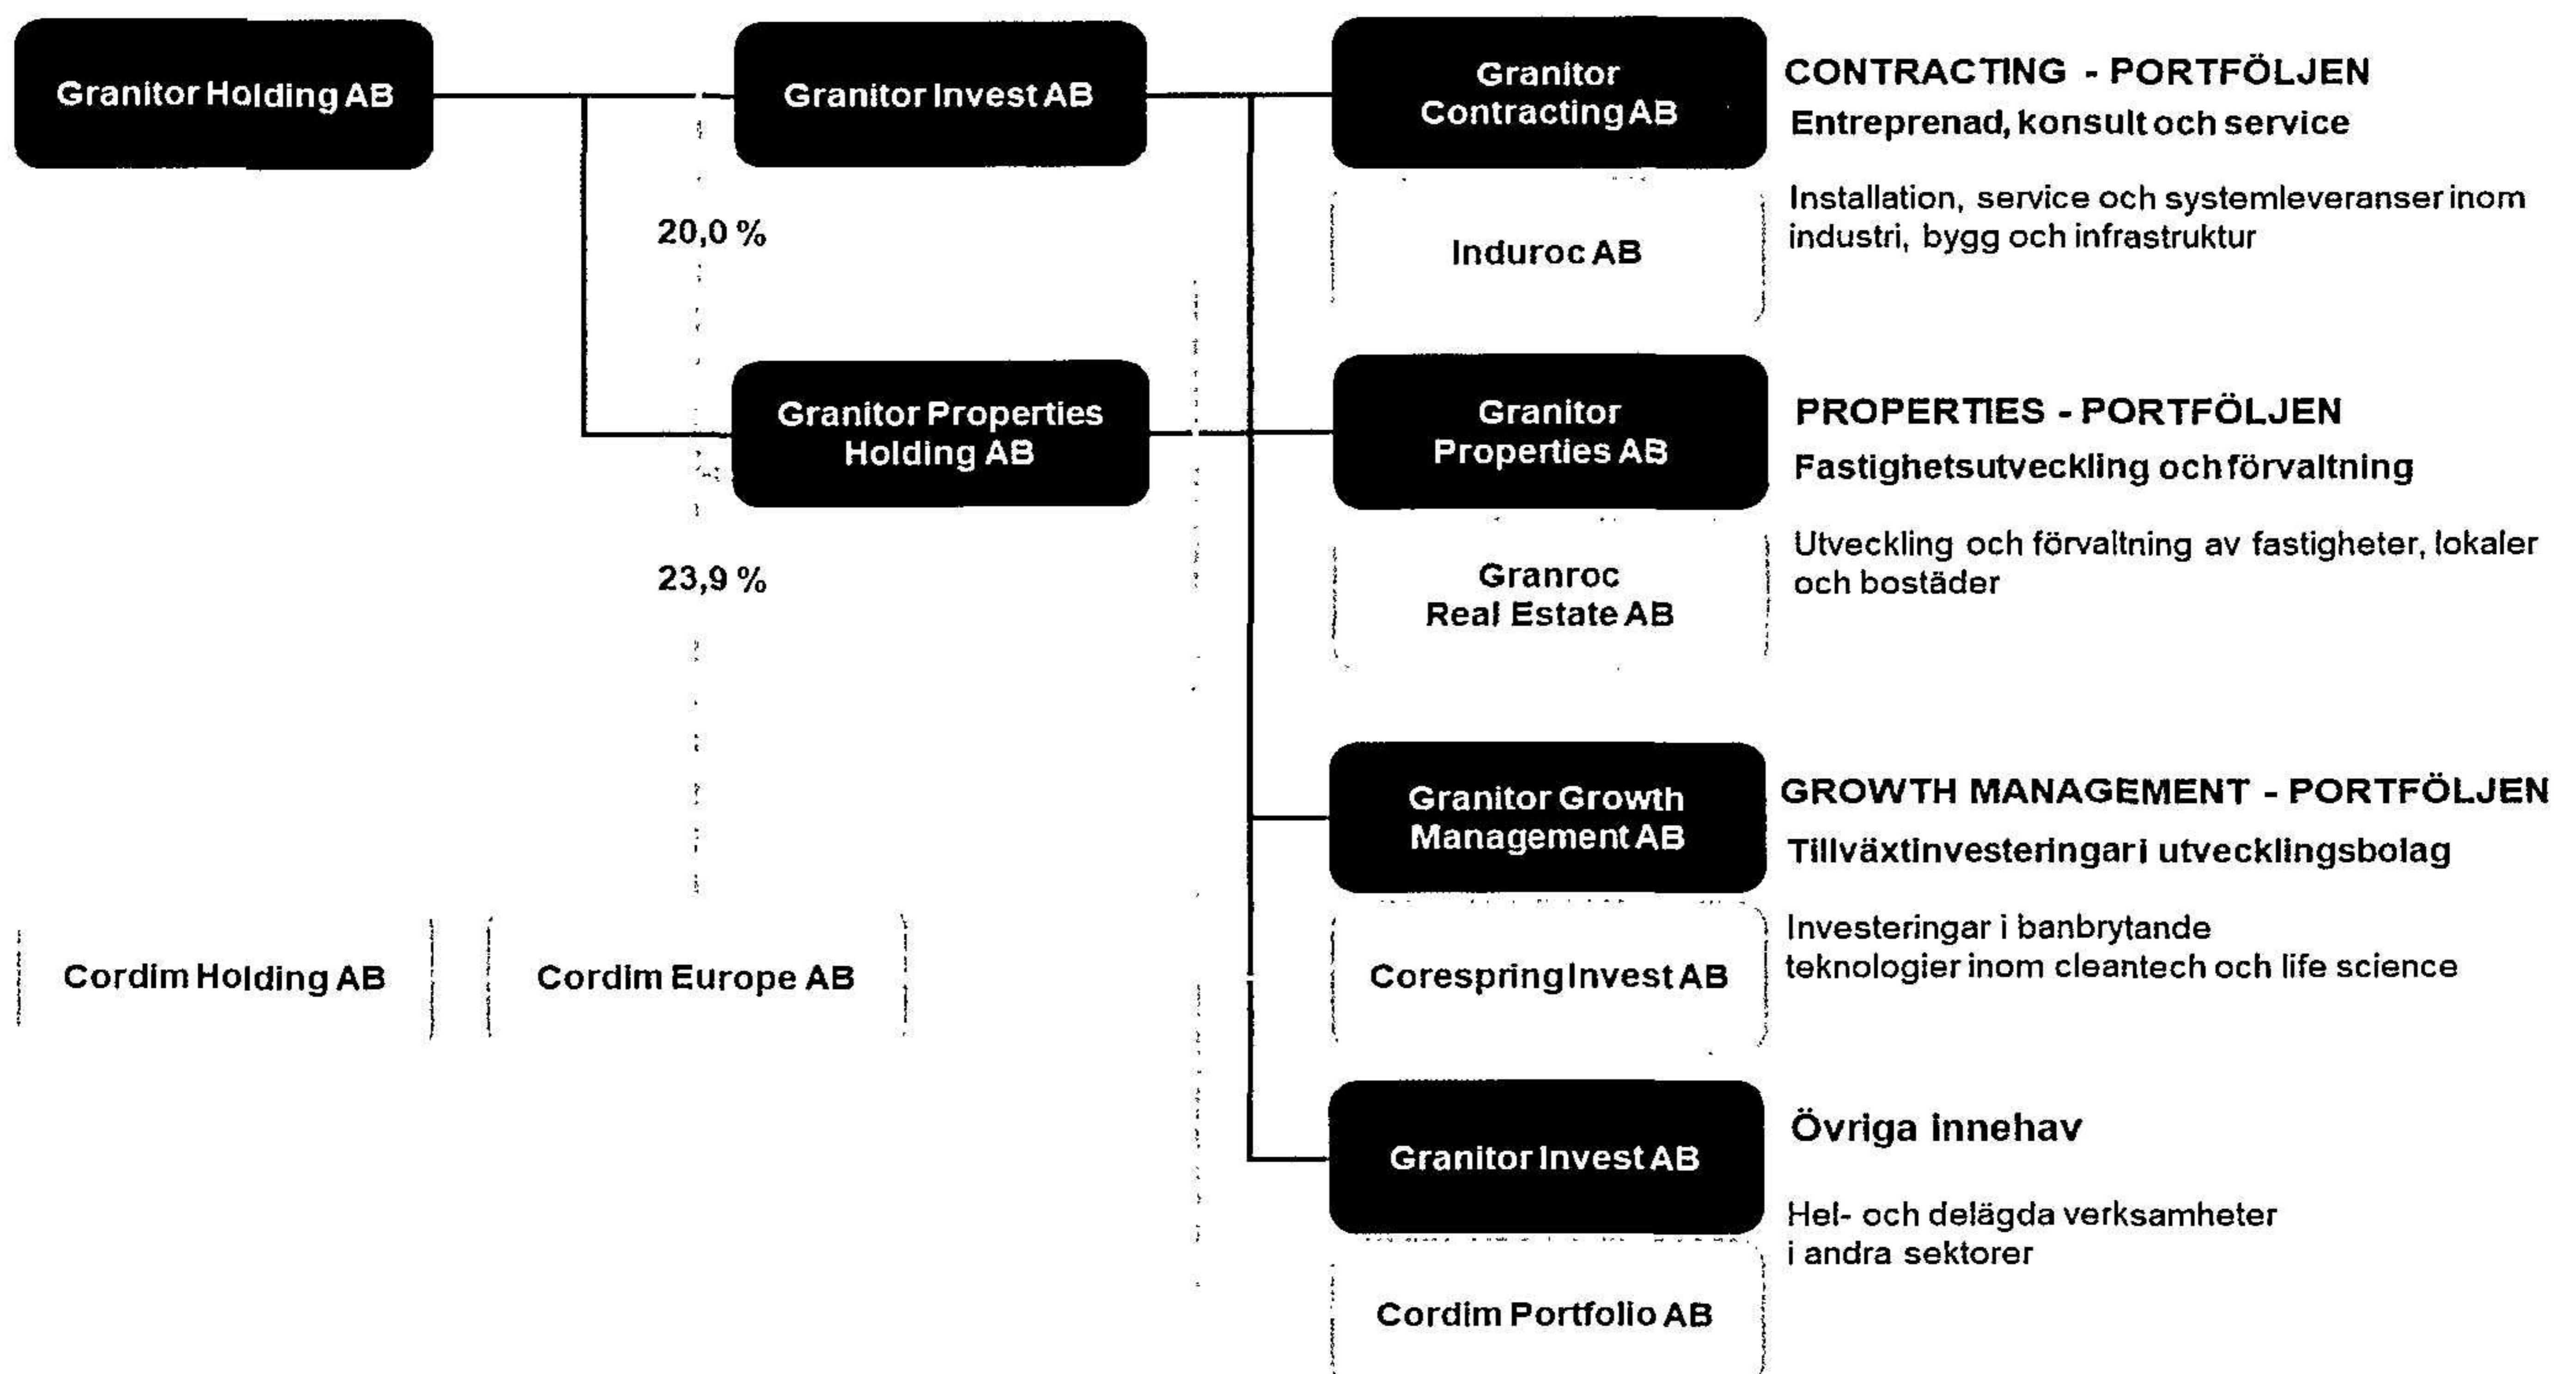 Granitor Holding AB
Granitor Invest AB
Granitor
Contracting AB
CONTRACTING - PORTFÖLJEN
Entreprenad, konsult och service
Installation, service och systemleveranser inom
industri, bygg och infrastruktur
20,0 %
Induroc AB
Granitor Properties
Holding AB
Granitor
Properties AB
PROPERTIES - PORTFÖLJEN
Fastighetsutveckling och förvaltning
Utveckling och förvaltning av fastigheter, lokaler
och bostäder
23,9 %
Granroc
Real Estate AB
Granitor Growth
Management AB
GROWTH MANAGEMENT - PORTFÖLJEN
Tillväxtinvesteringar i utvecklingsbolag
Investeringar i banbrytande
teknologier inom cleantech och life science
Cordim Holding AB
Cordim Europe AB
Corespring Invest AB
Granitor Invest AB
Övriga innehav
Hel- och delägda verksamheter
i andra sektorer
Cordim Portfolio AB